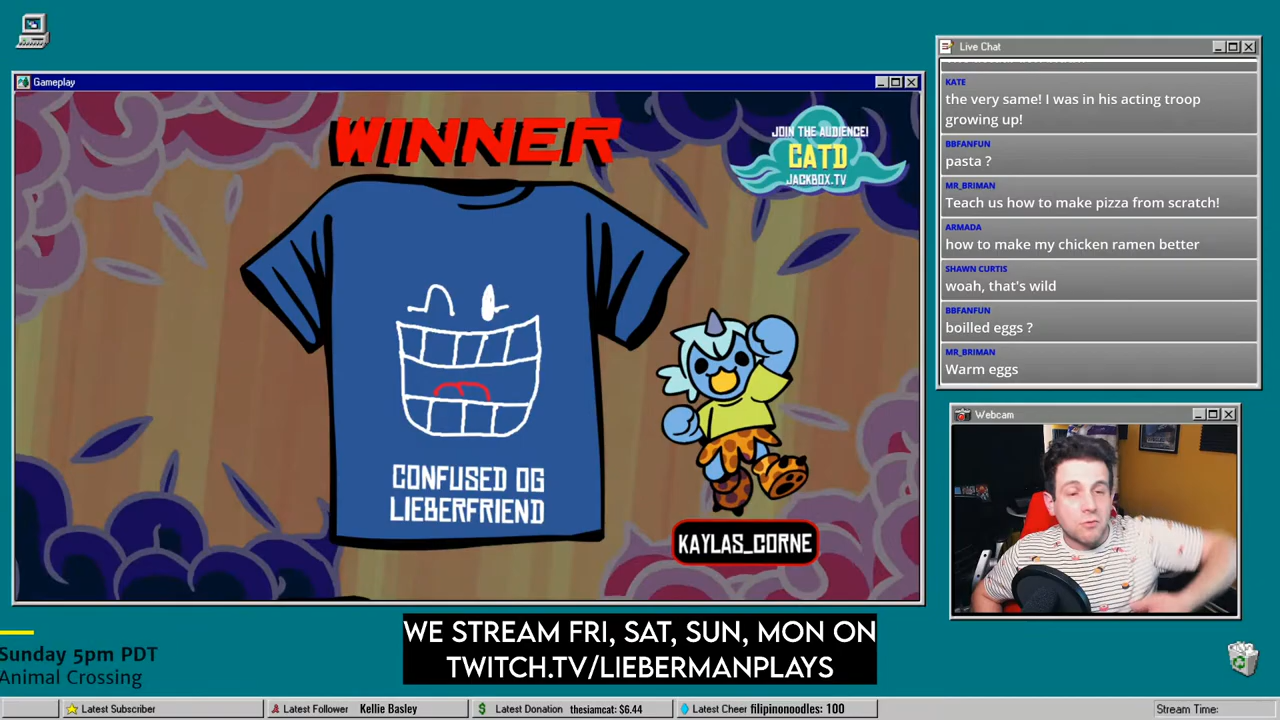 Gameplay
WINNER
JOIN THE AUDIENCE!
CATD
JACKBOX.TV
CONFUSED OG
LIEBERFRIEND
KAYLAS_CORNE
Live Chat
KATE
the very same! I was in his acting troop
growing up!
BBFANFUN
pasta ?
MR_BRIMAN
Teach us how to make pizza from scratch!
ARMADA
how to make my chicken ramen better
SHAWN CURTIS
woah, that's wild
BBFANFUN
boilled eggs ?
MR_BRIMAN
Warm eggs
Webcam
WE STREAM FRI, SAT, SUN, MON ON
TWITCH.TV/LIEBERMANPLAYS
Sunday 5pm PDT
Animal Crossing
Latest Subscriber
Latest Follower Kellie Basley
Latest Donation thesiamcat: $6.44
Latest Cheer filipinonoodles: 100
Stream Time: